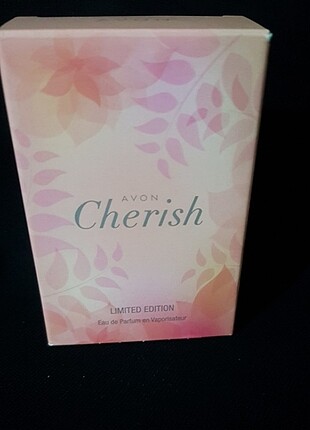 AVON
Cherish
LIMITED EDITION
Eau de Parfum en Vaporisateur